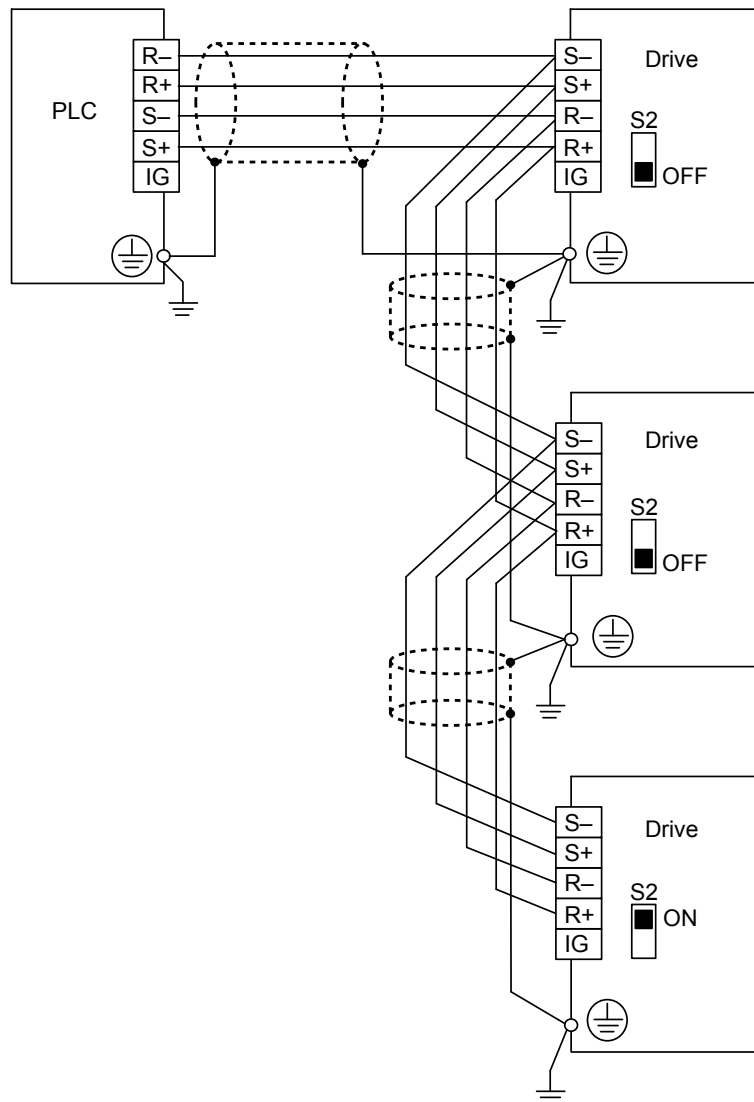 PLC
R–
R+
S–
S+
IG
S–
S+
R–
R+
IG
Drive
S2
OFF
S–
S+
R–
R+
IG
Drive
S2
OFF
S–
S+
R–
R+
IG
Drive
S2
ON